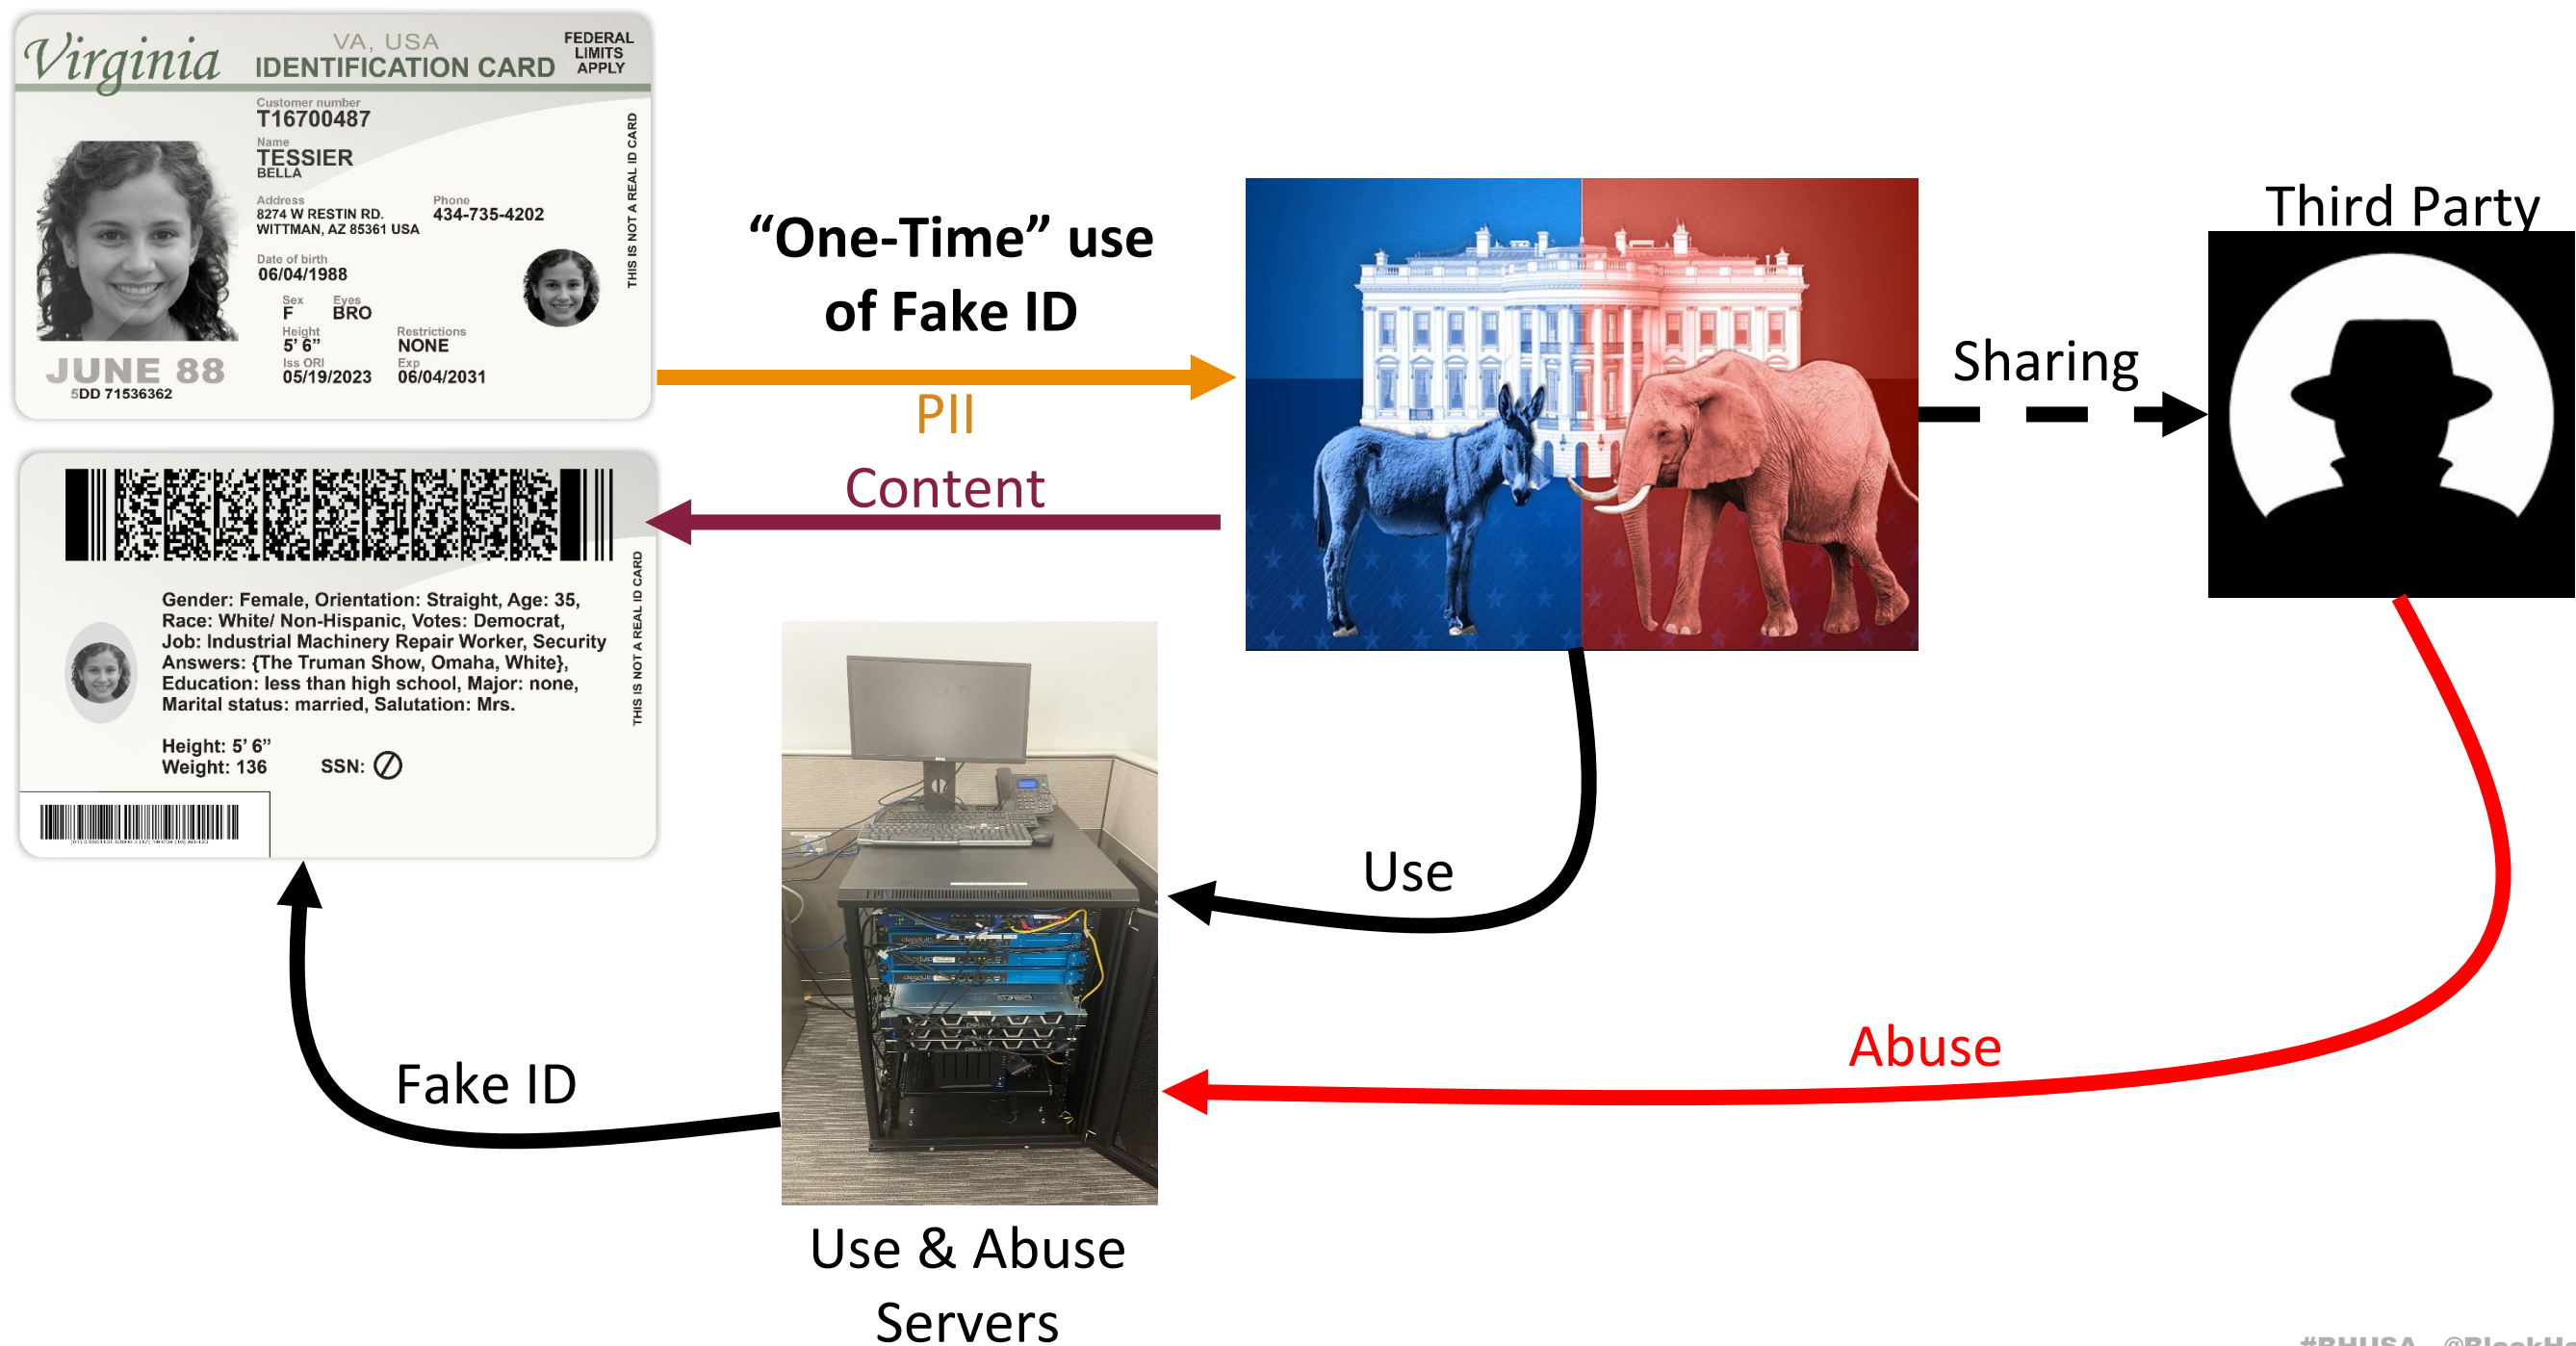 Virginia
VA, USA
IDENTIFICATION CARD
FEDERAL
LIMITS
APPLY
Customer number
T16700487
Name
TESSIER
BELLA
Address
8274 W RESTIN RD.
WITTMAN, AZ 85361 USA
Phone
434-735-4202
Date of birth
06/04/1988
Sex Eyes
F BRO
Height Restrictions
5' 6” NONE
Iss ORI Exp
05/19/2023 06/04/2031
JUNE 88
5DD 71536362
THIS IS NOT A REAL ID CARD
“One-Time” use
of Fake ID
PII
Content
Sharing
Third Party
Gender: Female, Orientation: Straight, Age: 35,
Race: White/ Non-Hispanic, Votes: Democrat,
Job: Industrial Machinery Repair Worker, Security
Answers: {The Truman Show, Omaha, White},
Education: less than high school, Major: none,
Marital status: married, Salutation: Mrs.
Height: 5' 6”
Weight: 136
SSN:
THIS IS NOT A REAL ID CARD
Use
Abuse
Fake ID
Use & Abuse
Servers
#BHUSA